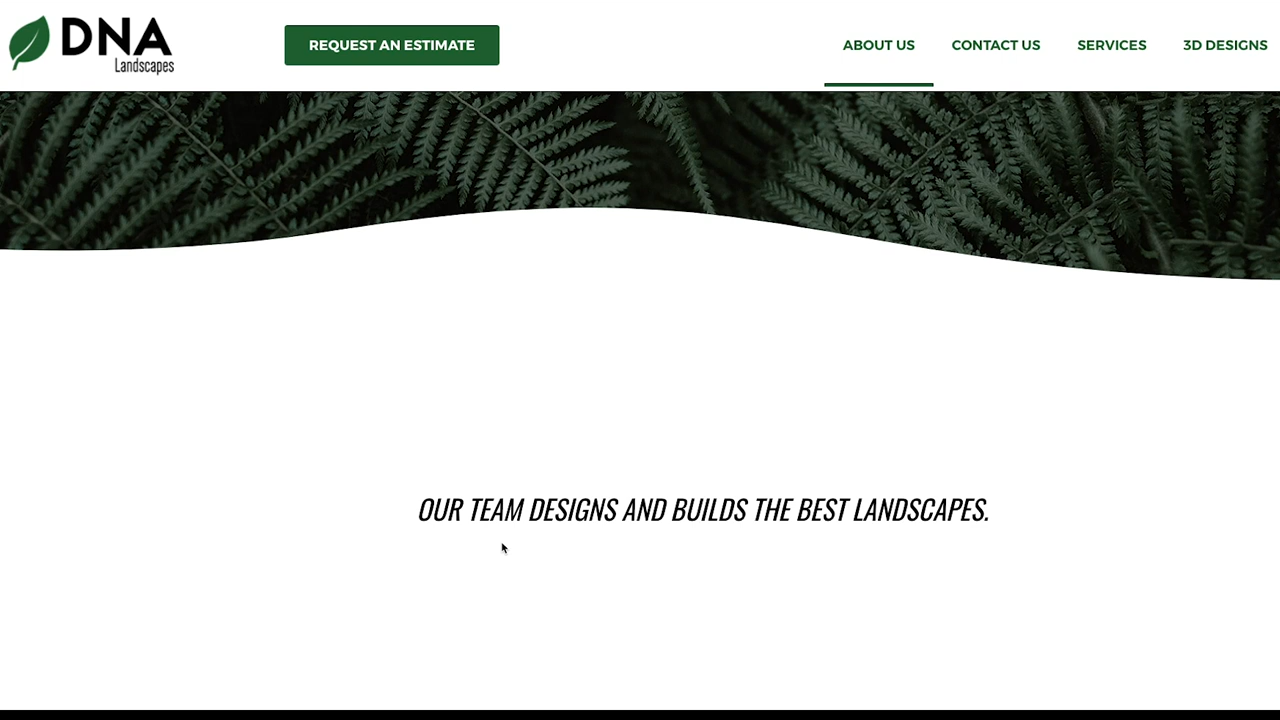 DNA
Landscapes
REQUEST AN ESTIMATE
ABOUT US
CONTACT US
SERVICES
3D DESIGNS
OUR TEAM DESIGNS AND BUILDS THE BEST LANDSCAPES.